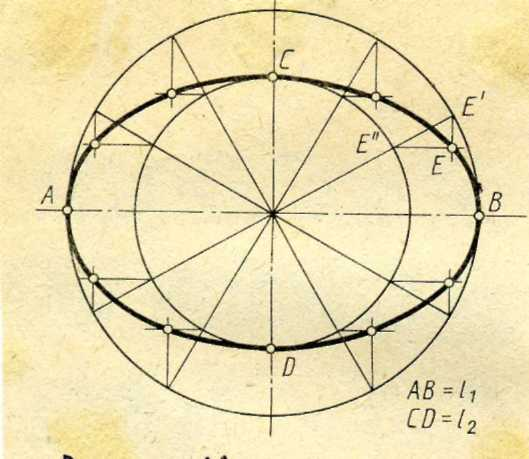 C
E'
E"
E
A
B
D
AB = l₁
CD = l₂